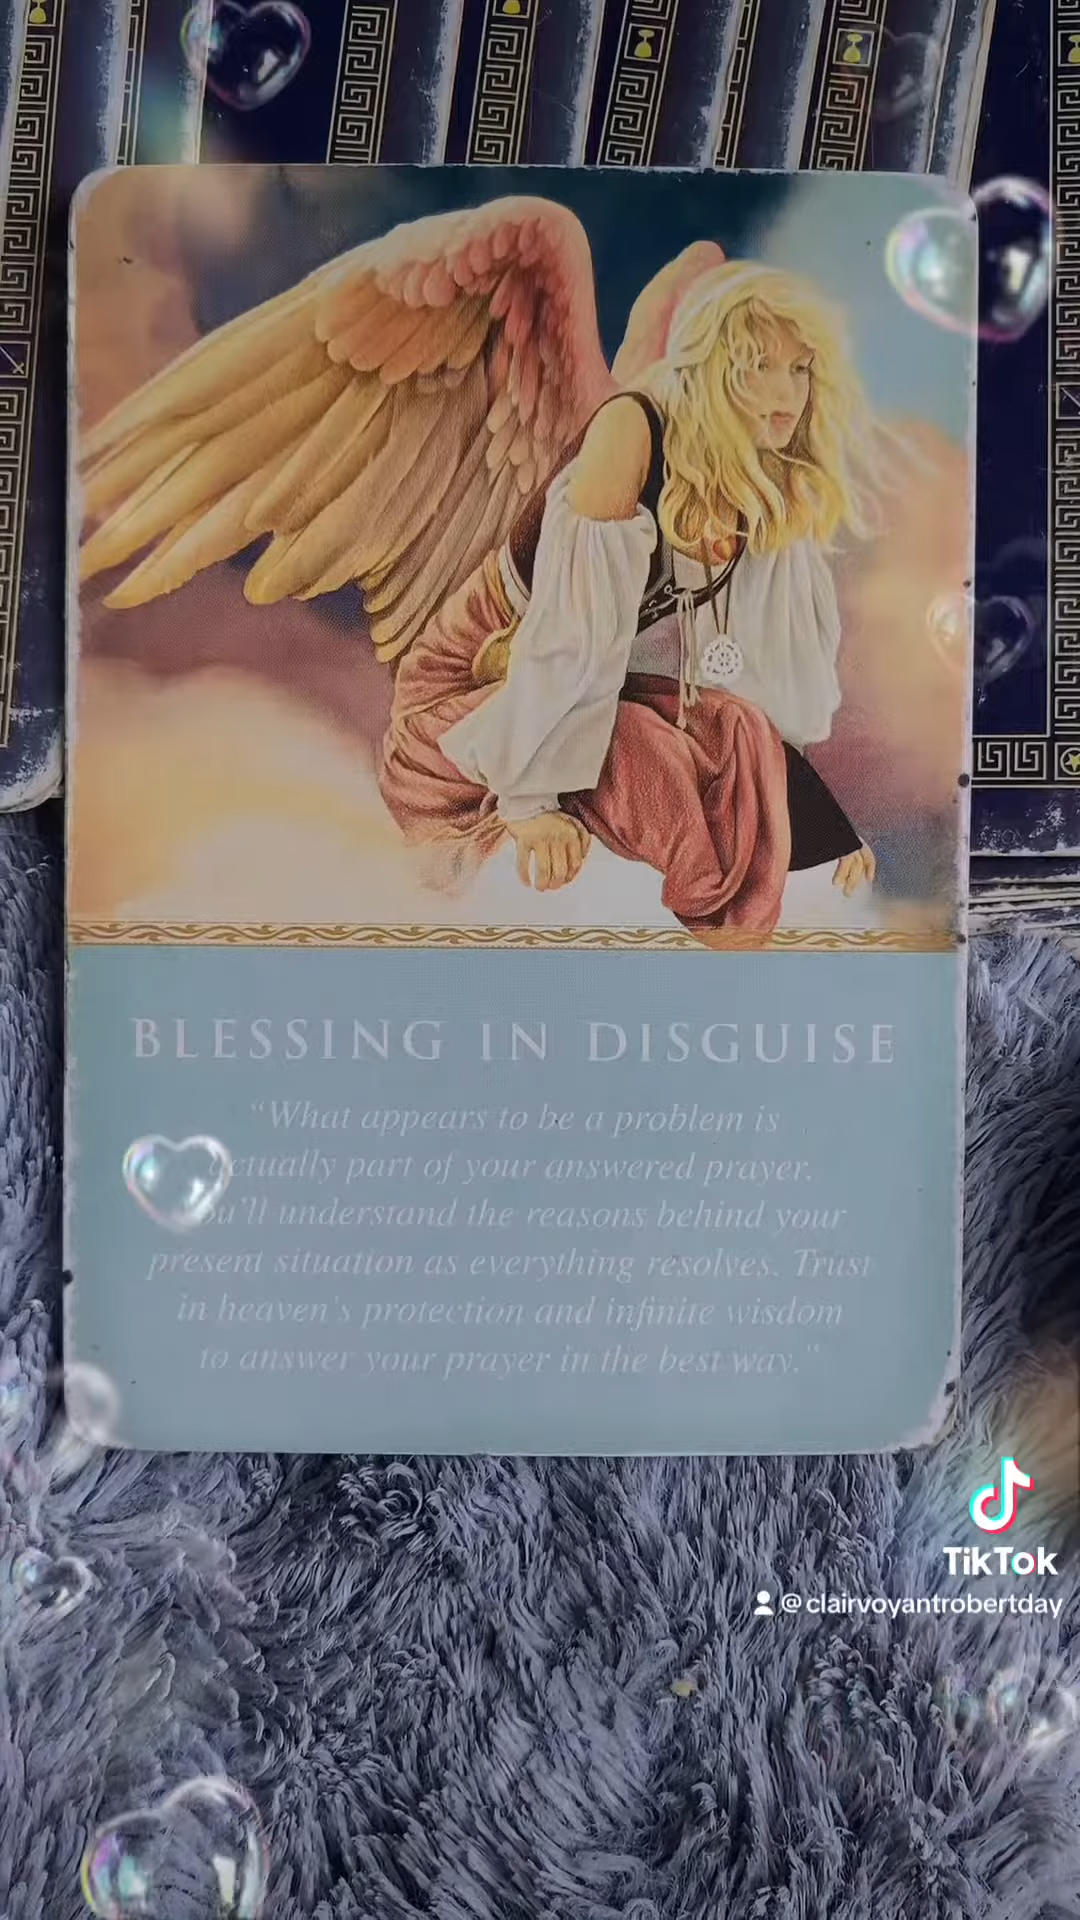 BLESSING IN DISGUISE
"What appears to be a problem is
actually part of your answered prayer.
You'll understand the reasons behind your
present situation as everything resolves. Trust
in heaven's protection and infinite wisdom
to answer your prayer in the best way."
TikTok
@clairvoyantrobertday